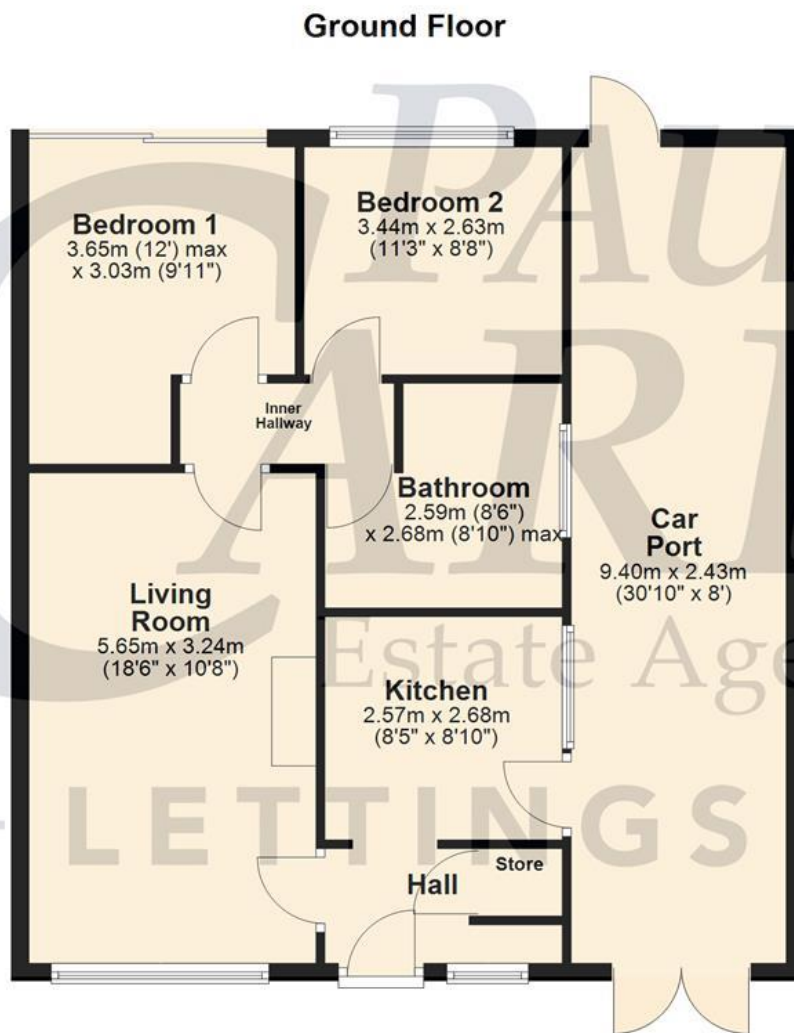 Ground Floor
Bedroom 1
3.65m (12') max
x 3.03m (9'11")
Bedroom 2
3.44m x 2.63m
(11'3" x 8'8")
Inner
Hallway
Bathroom
2.59m (8'6")
x 2.68m (8'10") max
Car
Port
9.40m x 2.43m
(30'10" x 8')
Living
Room
5.65m x 3.24m
(18'6" x 10'8")
Kitchen
2.57m x 2.68m
(8'5" x 8'10")
Store
Hall
Estate Age
LETTINGS